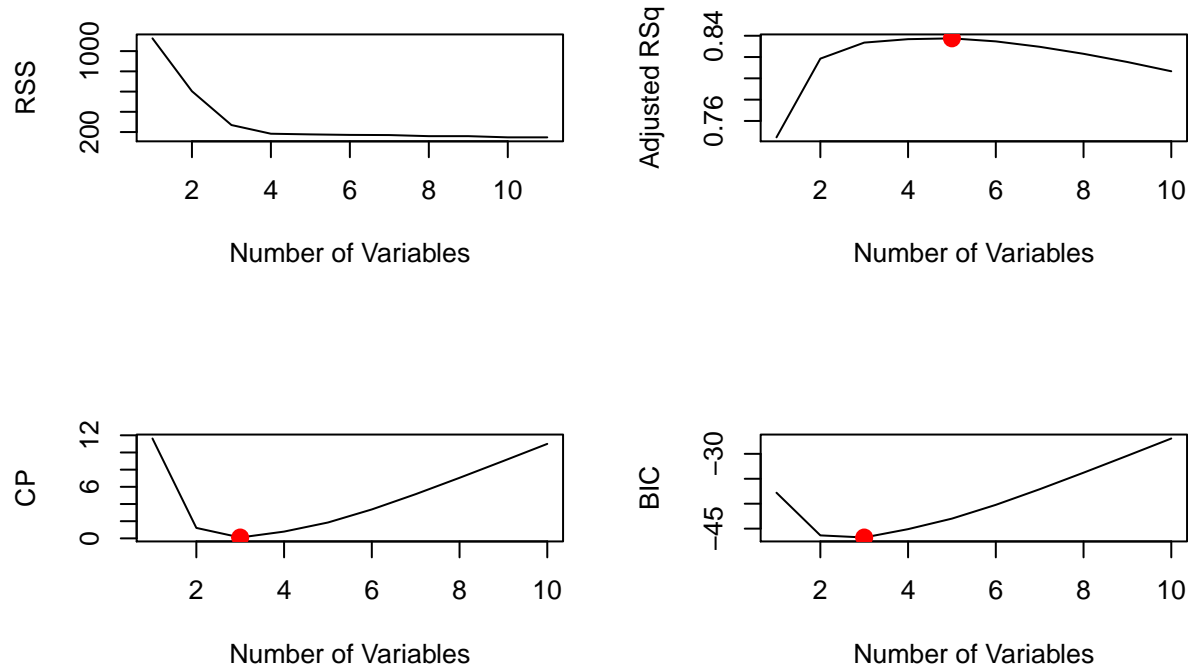 RSS
1000
200
2 4 6 8 10
Number of Variables
Adjusted RSq
0.84
0.76
2 4 6 8 10
Number of Variables
CP
12
6
0
2 4 6 8 10
Number of Variables
BIC
−30
−45
2 4 6 8 10
Number of Variables